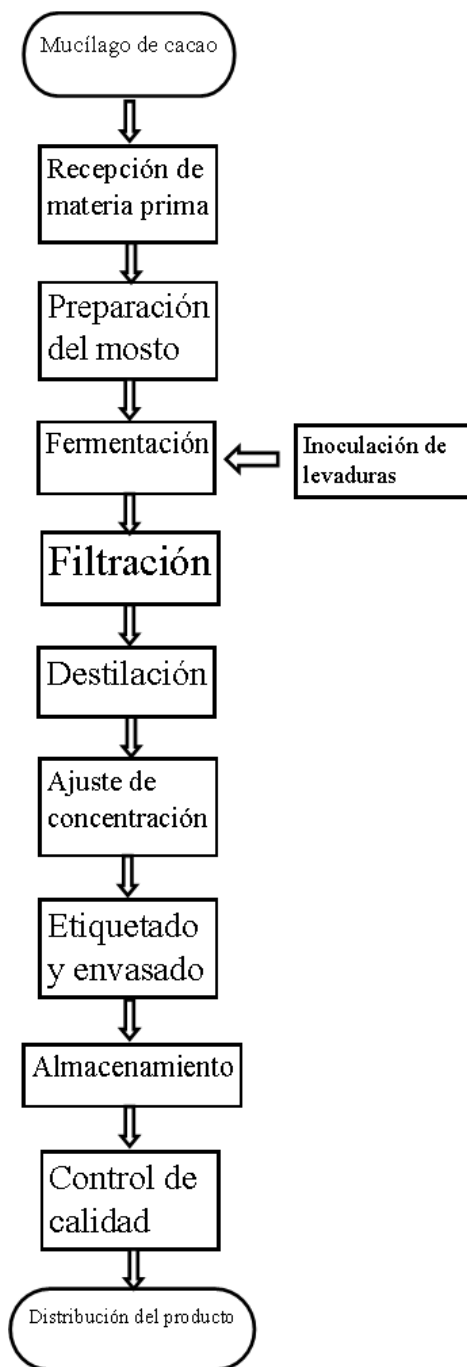 Mucílago de cacao
Recepción de
materia prima
Preparación
del mosto
Fermentación
Inoculación de
levaduras
Filtración
Destilación
Ajuste de
concentración
Etiquetado
y envasado
Almacenamiento
Control de
calidad
Distribución del producto